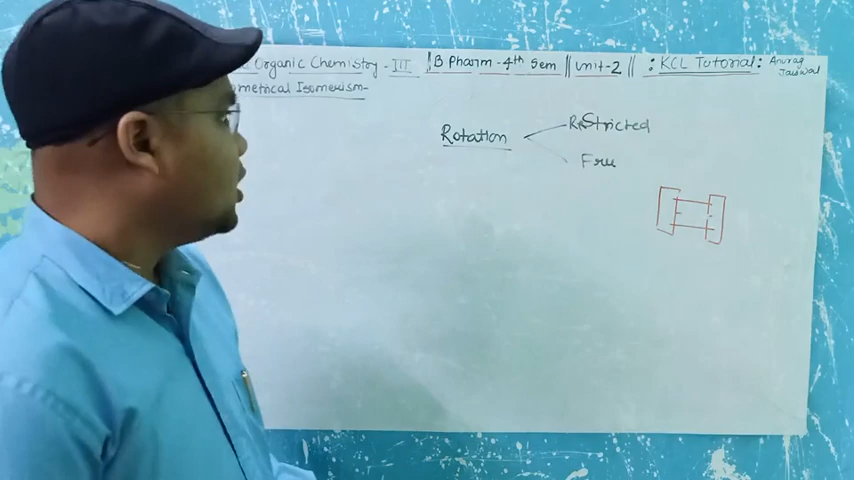 Organic Chemistry - III || B Pharm - 4th Sem || Unit-2 || : KCL Tutorial : Anurag Jaiswal
metrical Isomerism-
Rotation
Restricted
Free